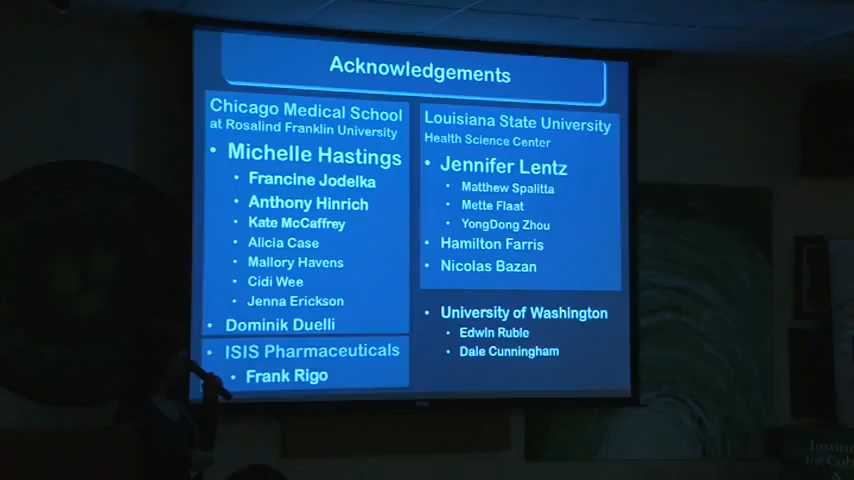 Acknowledgements
Chicago Medical School
at Rosalind Franklin University
• Michelle Hastings
• Francine Jodelka
• Anthony Hinrich
• Kate McCaffrey
• Alicia Case
• Mallory Havens
• Cidi Wee
• Jenna Erickson
• Dominik Duelli
• ISIS Pharmaceuticals
• Frank Rigo
Louisiana State University
Health Science Center
• Jennifer Lentz
• Matthew Spalitta
• Mette Flaat
• YongDong Zhou
• Hamilton Farris
• Nicolas Bazan
• University of Washington
• Edwin Ruble
• Dale Cunningham
for